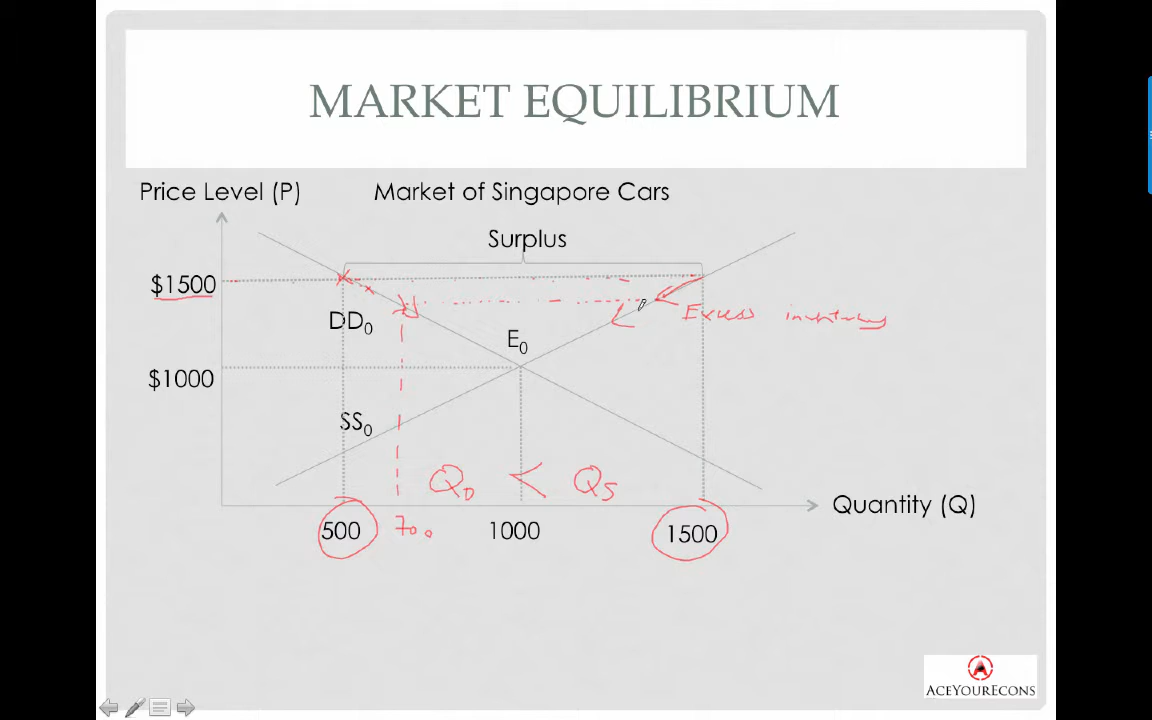 MARKET EQUILIBRIUM
Price Level (P)
Market of Singapore Cars
Surplus
$1500
DD0
Excess inventory
E0
$1000
SS0
QD < QS
Quantity (Q)
500
700
1000
1500
ACEYOURECONS